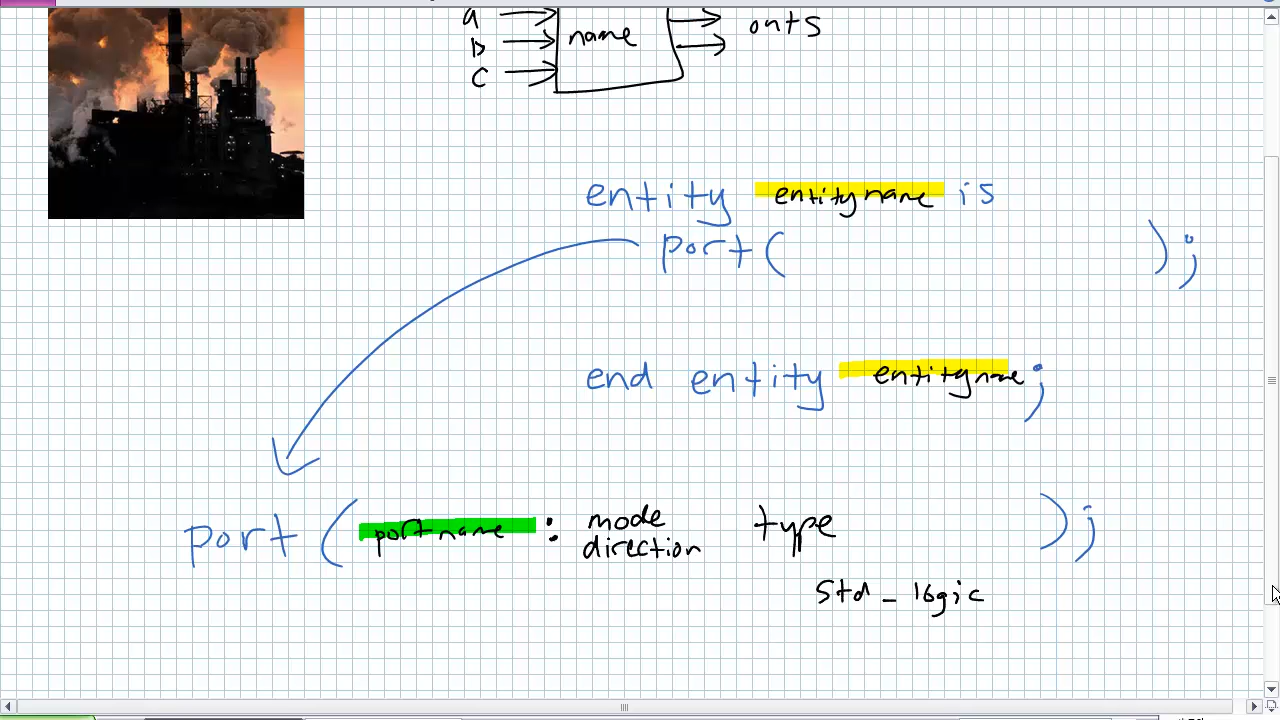 a
b
c
name
outs
entity entityname is
port( );
end entity entityname;
port ( portname : mode direction type );
std_logic